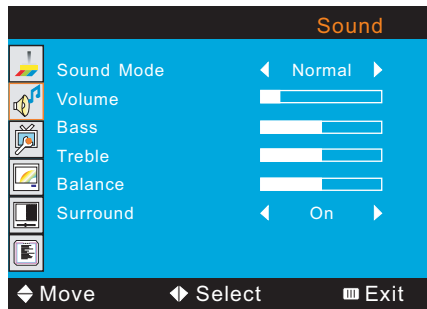 Sound
Sound Mode Normal
Volume
Bass
Treble
Balance
Surround On
Move Select Exit